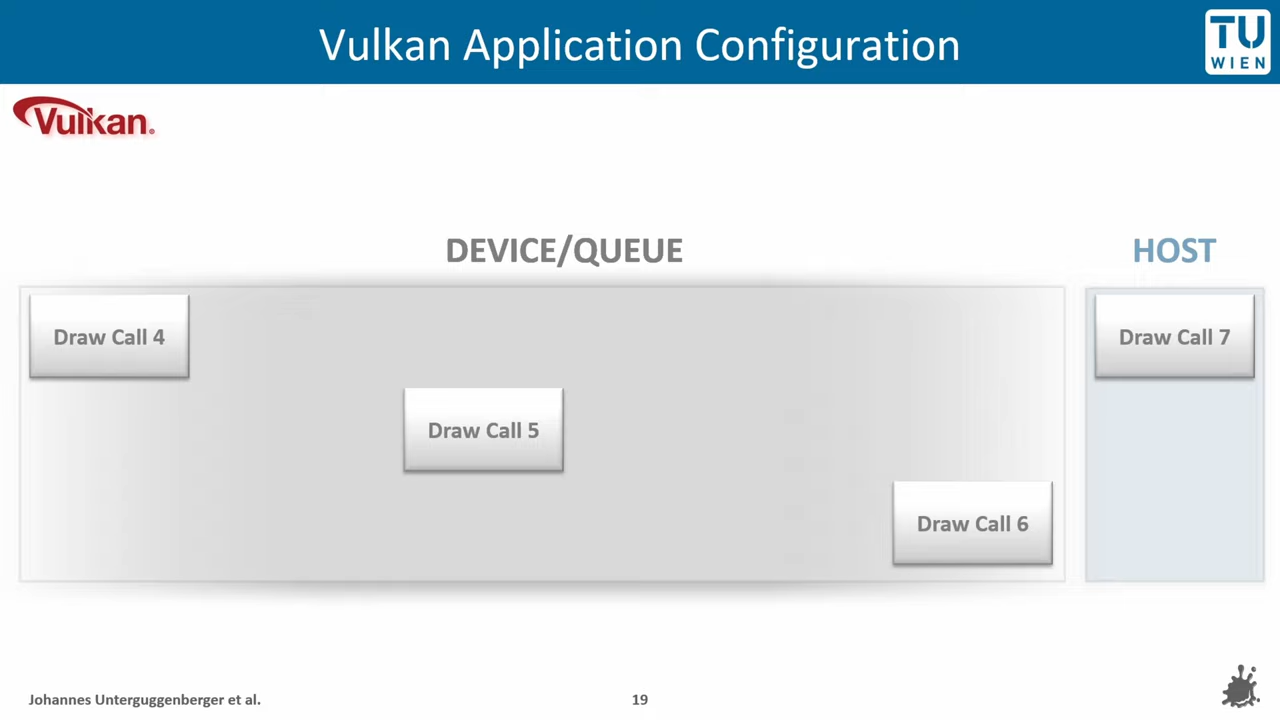 Vulkan Application Configuration
TU
WIEN
Vulkan.
DEVICE/QUEUE
HOST
Draw Call 4
Draw Call 7
Draw Call 5
Draw Call 6
Johannes Unterguggenberger et al.
19